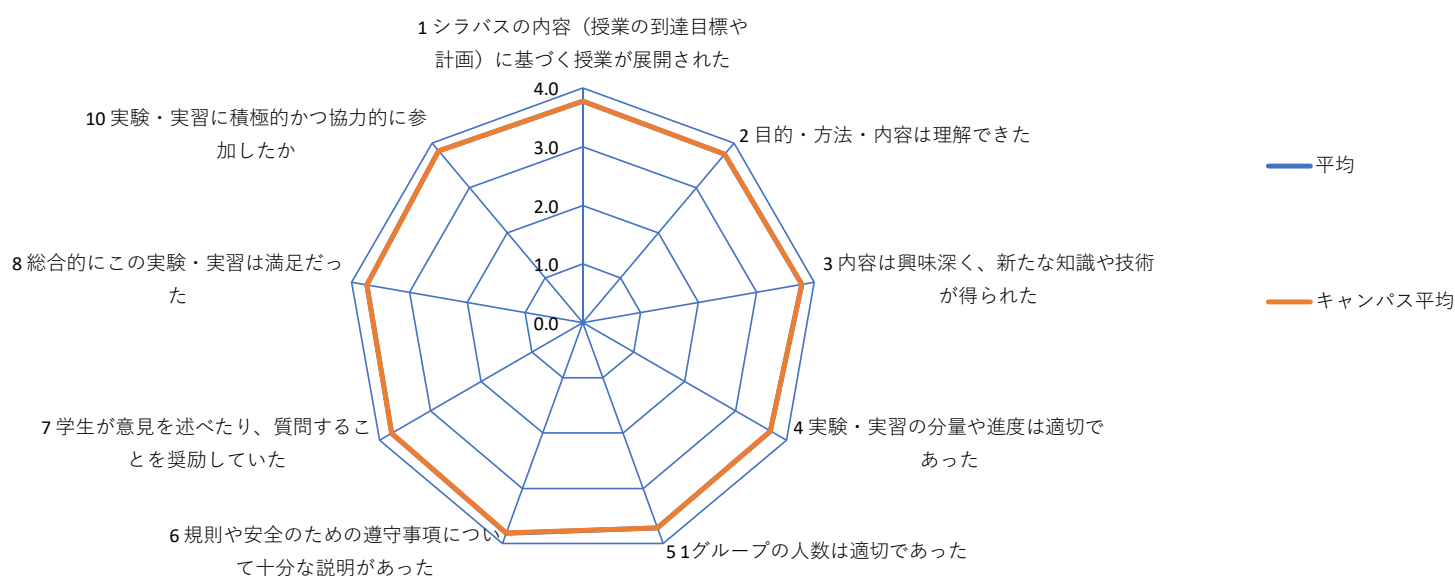 1 シラバスの内容（授業の到達目標や
計画）に基づく授業が展開された
2 目的・方法・内容は理解できた
3 内容は興味深く、新たな知識や技術
が得られた
4 実験・実習の分量や進度は適切で
あった
5 1グループの人数は適切であった
6 規則や安全のための遵守事項につい
て十分な説明があった
7 学生が意見を述べたり、質問するこ
とを奨励していた
8 総合的にこの実験・実習は満足だっ
た
10 実験・実習に積極的かつ協力的に参
加したか
4.0
3.0
2.0
1.0
0.0
平均
キャンパス平均